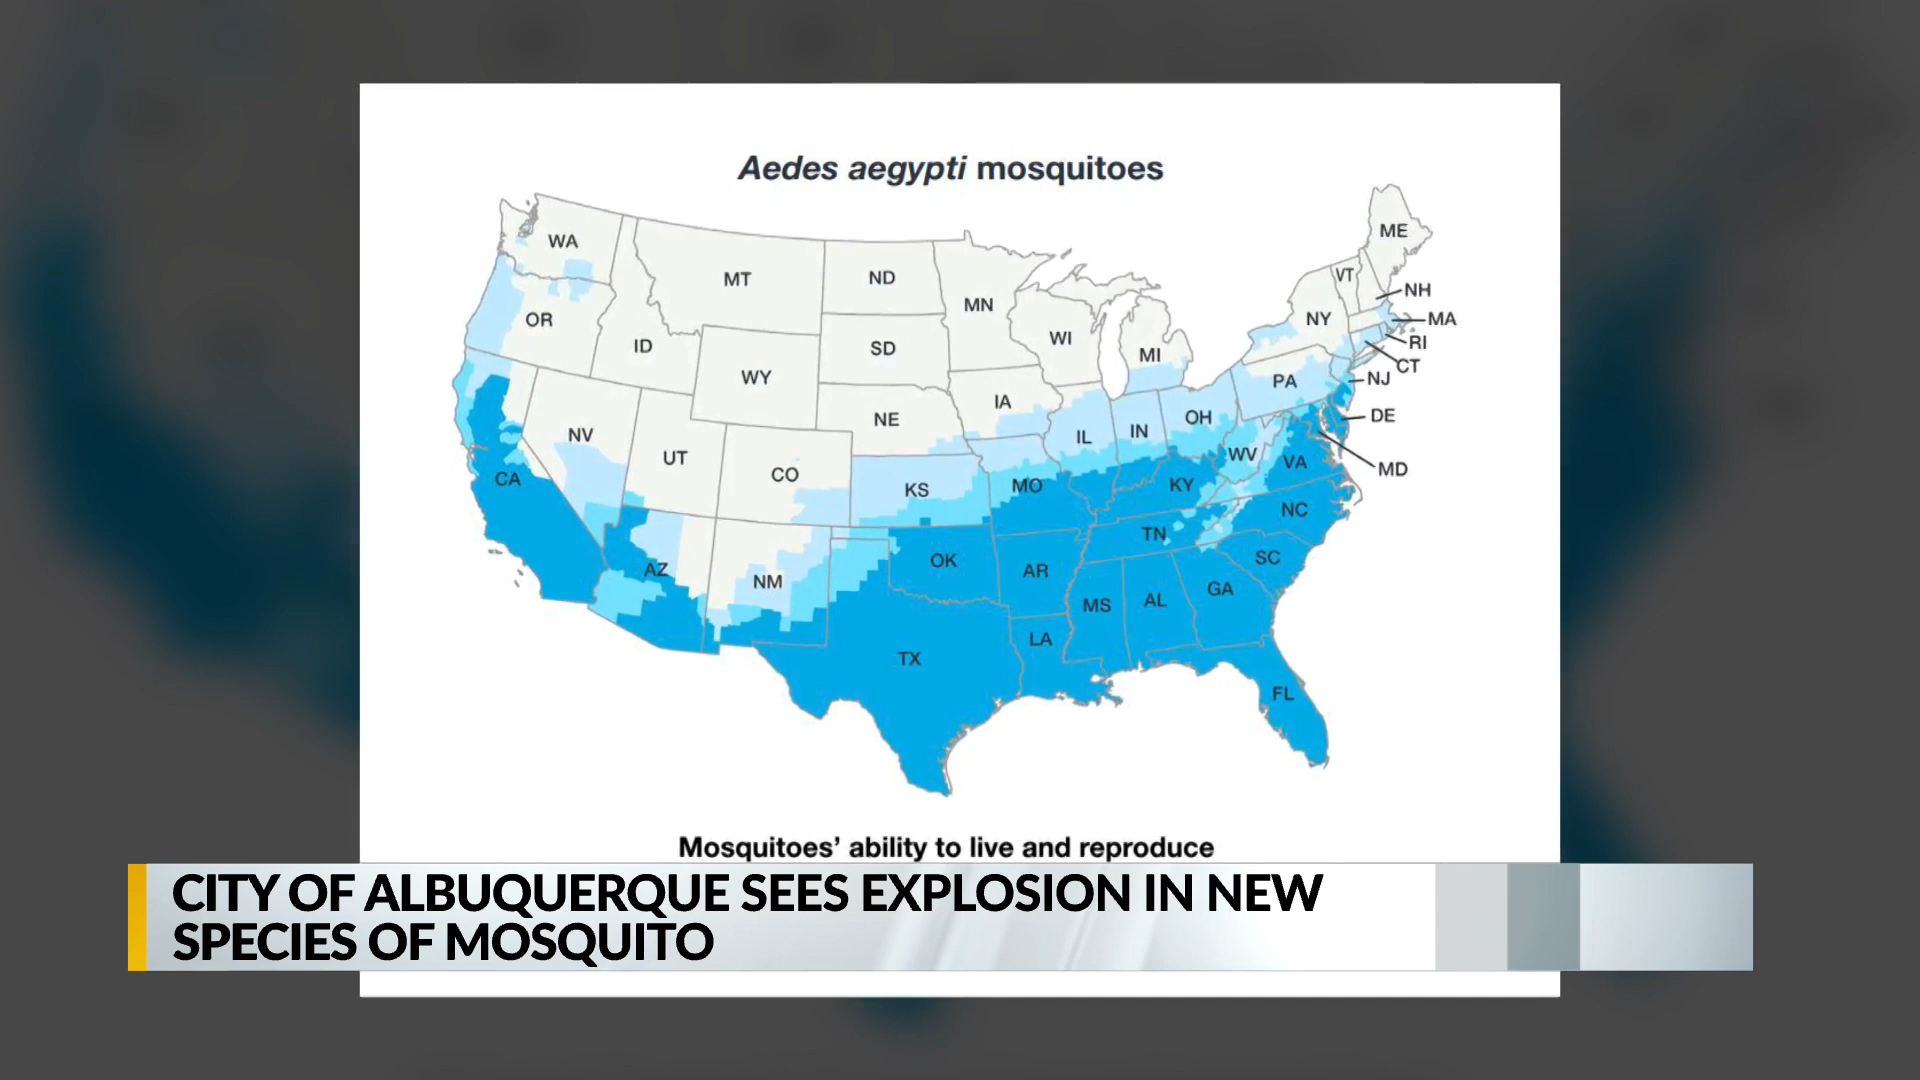 Aedes aegypti mosquitoes
WA
MT
ND
MN
ME
VT
NH
OR
ID
SD
WI
MI
NY
MA
RI
CT
WY
IA
PA
NJ
NE
NV
UT
CO
IL
IN
OH
DE
CA
KS
MO
WV
VA
MD
KY
NC
AZ
NM
OK
AR
TN
SC
MS
AL
GA
TX
LA
FL
Mosquitoes’ ability to live and reproduce
CITY OF ALBUQUERQUE SEES EXPLOSION IN NEW
SPECIES OF MOSQUITO